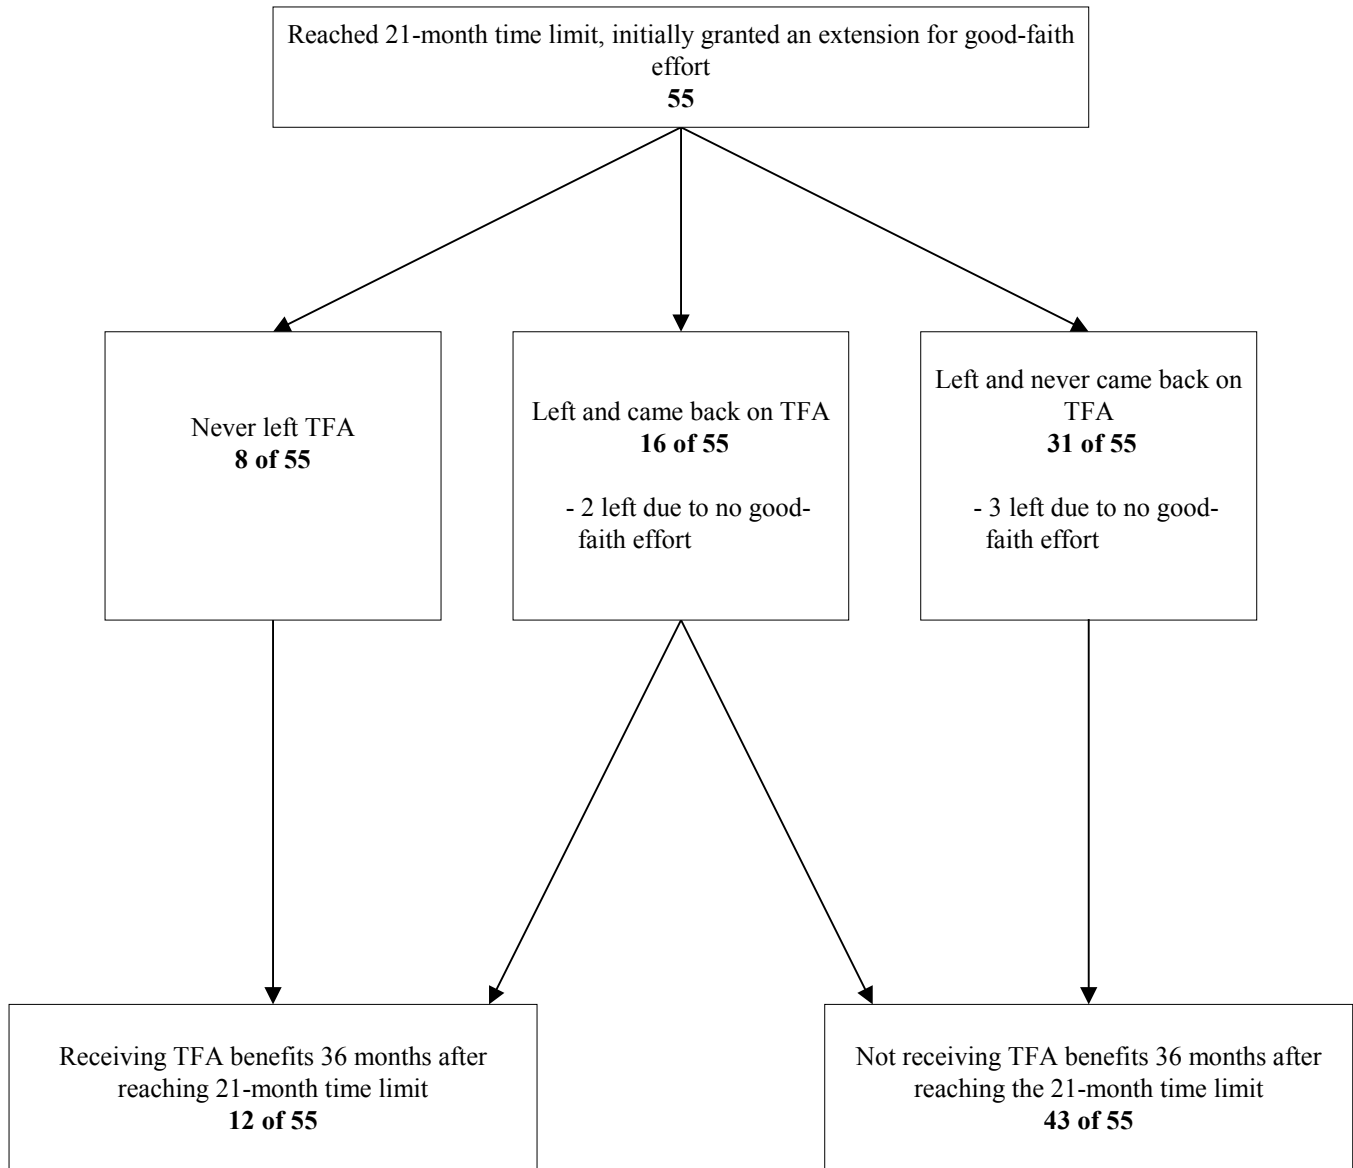 Reached 21-month time limit, initially granted an extension for good-faith
effort
55
Never left TFA
8 of 55
Left and came back on TFA
16 of 55
- 2 left due to no good-
faith effort
Left and never came back on
TFA
31 of 55
- 3 left due to no good-
faith effort
Receiving TFA benefits 36 months after
reaching 21-month time limit
12 of 55
Not receiving TFA benefits 36 months after
reaching the 21-month time limit
43 of 55